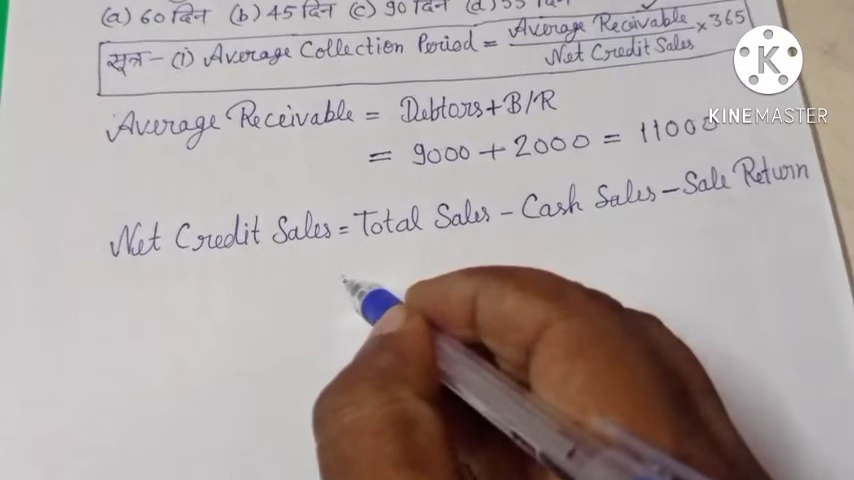 (a) 60 दिन (b) 45 दिन (c) 90 दिन (d) 55 दिन
सूत्र - (i) Average Collection Period = Average Receivable / Net Credit Sales × 365
Average Receivable = Debtors + B/R
= 9000 + 2000 = 11000
Net Credit Sales = Total Sales - Cash Sales - Sale Return
K
KINEMASTER